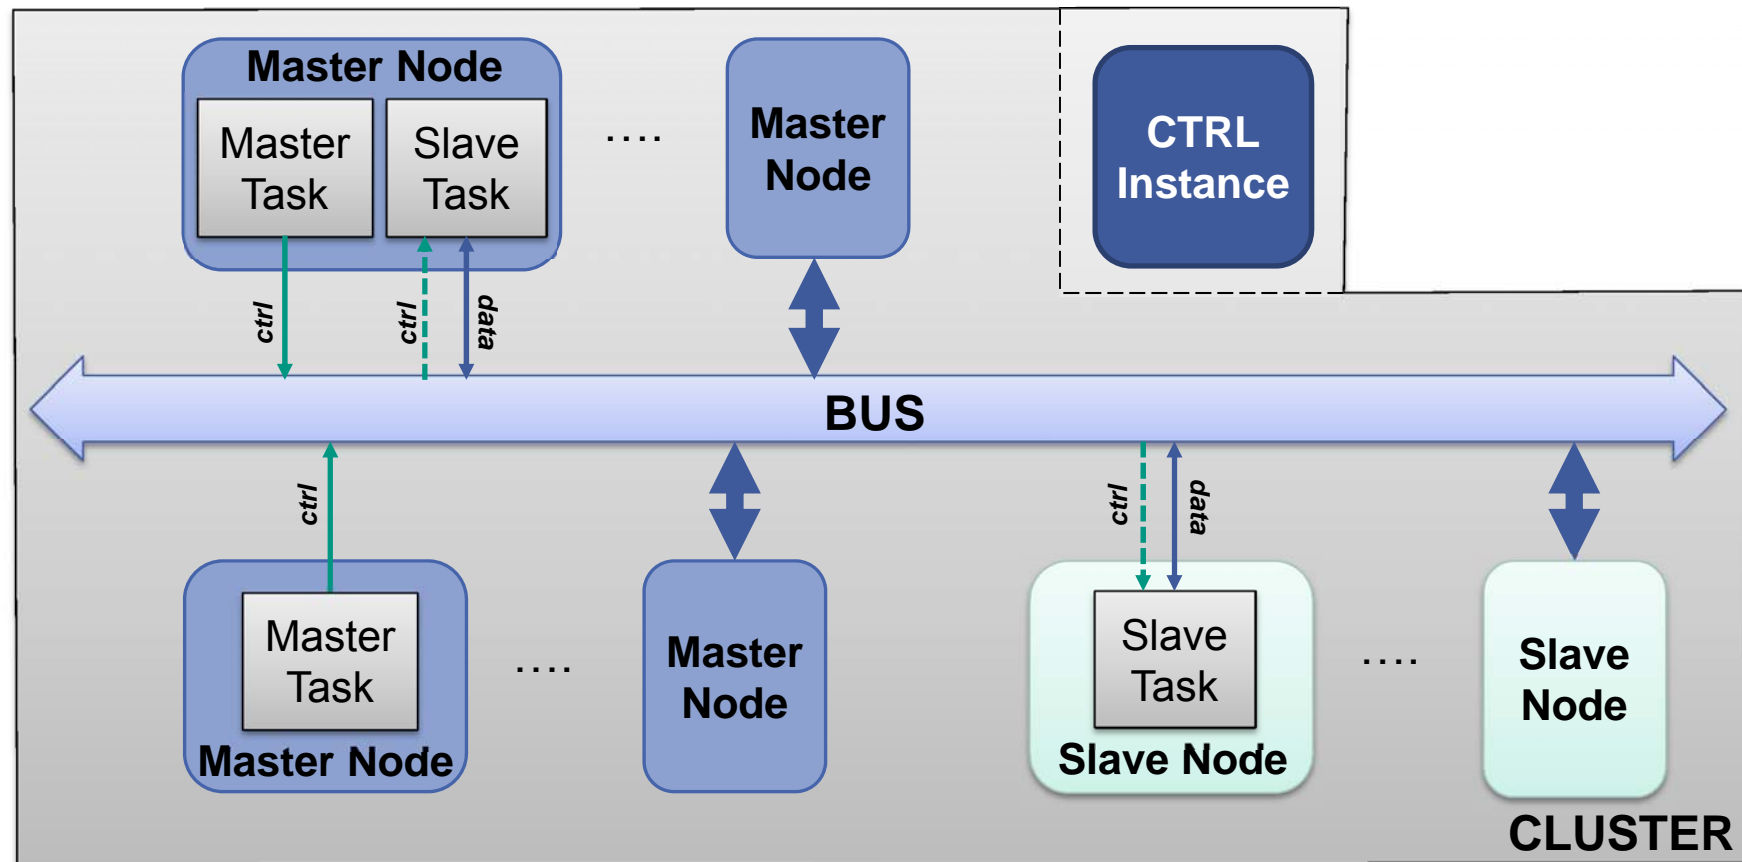 Master Node
Master
Task
Slave
Task
....
Master
Node
CTRL
Instance
ctrl
ctrl
data
BUS
ctrl
ctrl
data
Master
Task
Master Node
....
Master
Node
Slave
Task
Slave Node
....
Slave
Node
CLUSTER